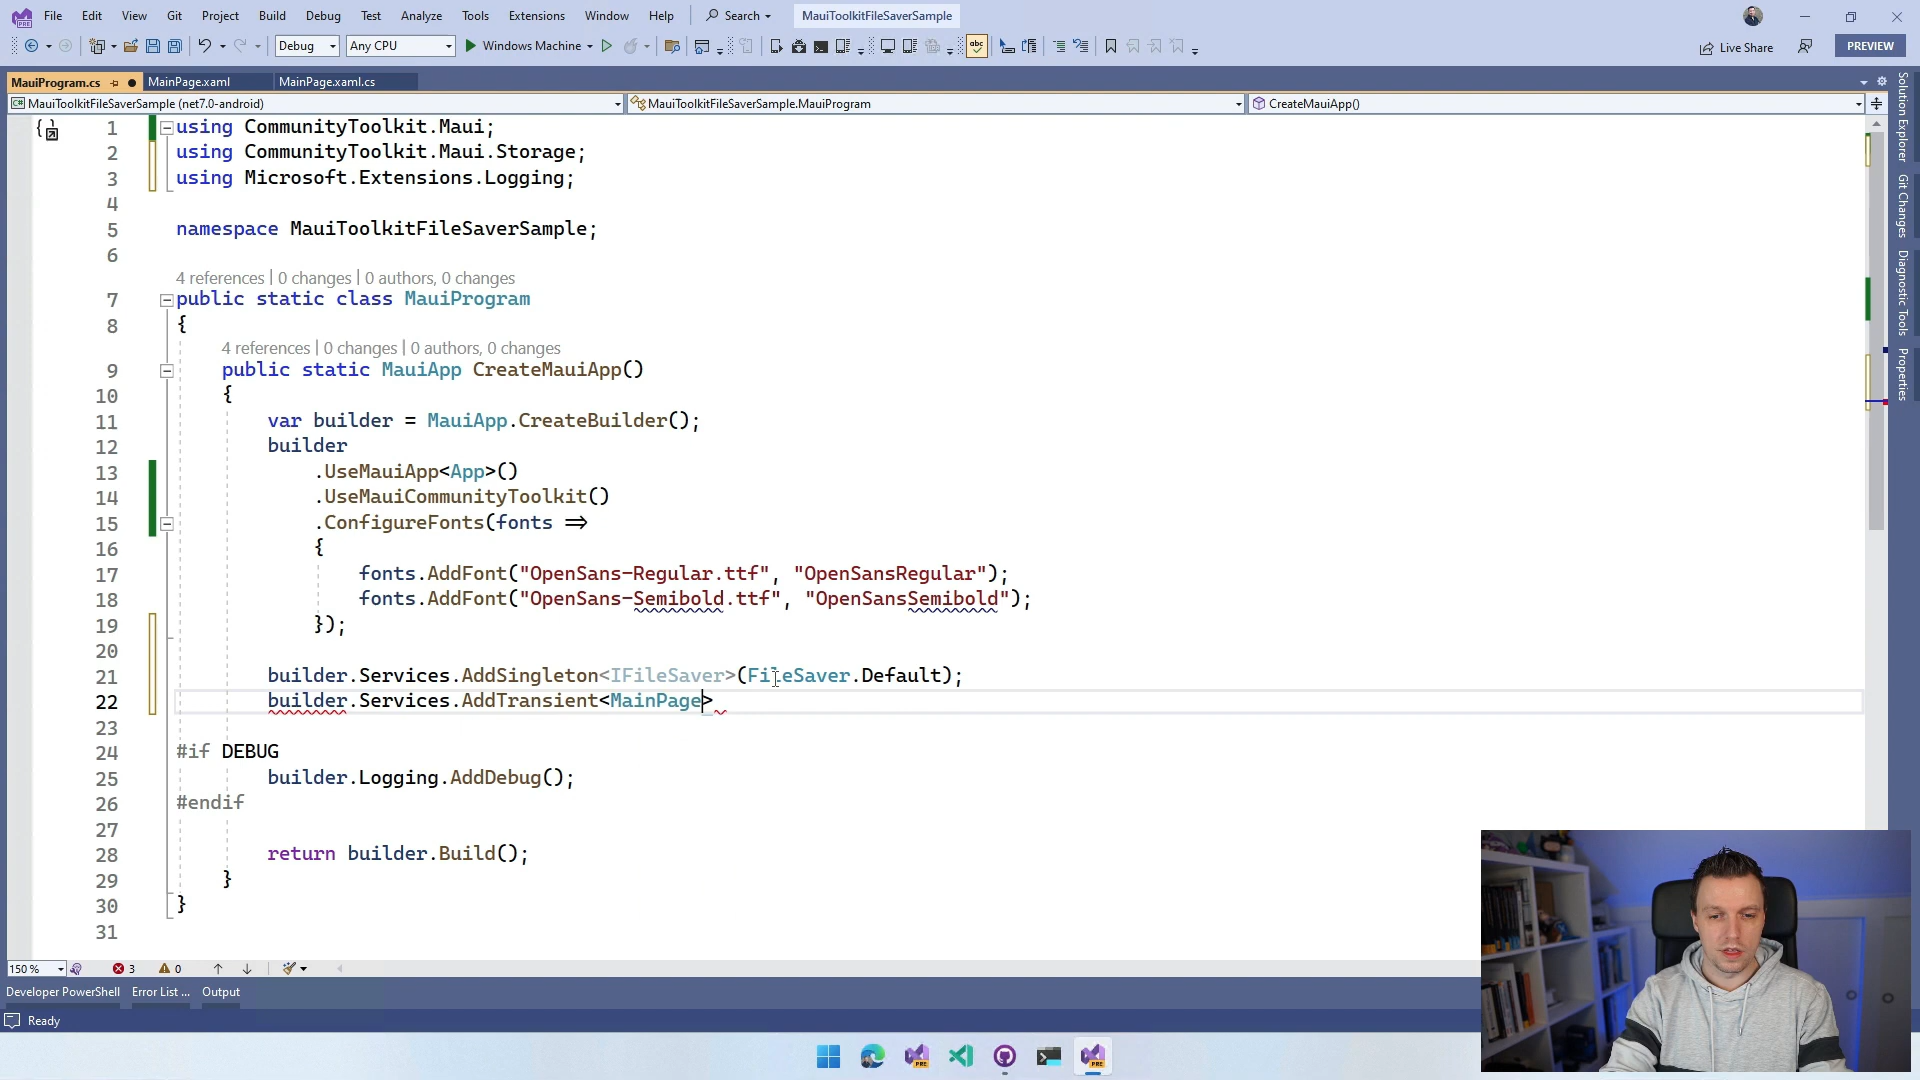 File Edit View Git Project Build Debug Test Analyze Tools Extensions Window Help Search MauiToolkitFileSaverSample
Debug Any CPU Windows Machine abc Live Share PREVIEW
MauiProgram.cs MainPage.xaml MainPage.xaml.cs
MauiToolkitFileSaverSample (net7.0-android) MauiToolkitFileSaverSample.MauiProgram CreateMauiApp()
1 using CommunityToolkit.Maui;
2 using CommunityToolkit.Maui.Storage;
3 using Microsoft.Extensions.Logging;
4
5 namespace MauiToolkitFileSaverSample;
6
4 references | 0 changes | 0 authors, 0 changes
7 public static class MauiProgram
8 {
4 references | 0 changes | 0 authors, 0 changes
9 public static MauiApp CreateMauiApp()
10 {
11 var builder = MauiApp.CreateBuilder();
12 builder
13 .UseMauiApp<App>()
14 .UseMauiCommunityToolkit()
15 .ConfigureFonts(fonts =>
16 {
17 fonts.AddFont("OpenSans-Regular.ttf", "OpenSansRegular");
18 fonts.AddFont("OpenSans-Semibold.ttf", "OpenSansSemibold");
19 });
20
21 builder.Services.AddSingleton<IFileSaver>(FileSaver.Default);
22 builder.Services.AddTransient<MainPage>
23
24 #if DEBUG
25 builder.Logging.AddDebug();
26 #endif
27
28 return builder.Build();
29 }
30 }
31
Solution Explorer
Git Changes
Diagnostic Tools
Properties
150 % 3 0
Developer PowerShell Error List ... Output
Ready
PRE PRE